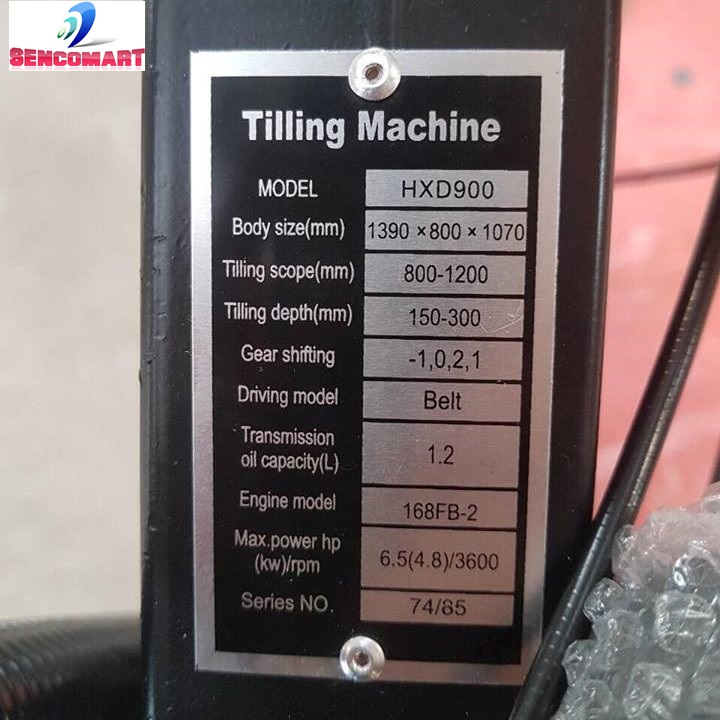 SENCOMART
Tilling Machine
MODEL HXD900
Body size(mm) 1390 ×800 × 1070
Tilling scope(mm) 800-1200
Tilling depth(mm) 150-300
Gear shifting -1,0,2,1
Driving model Belt
Transmission
oil capacity(L) 1.2
Engine model 168FB-2
Max.power hp
(kw)/rpm 6.5(4.8)/3600
Series NO. 74/85